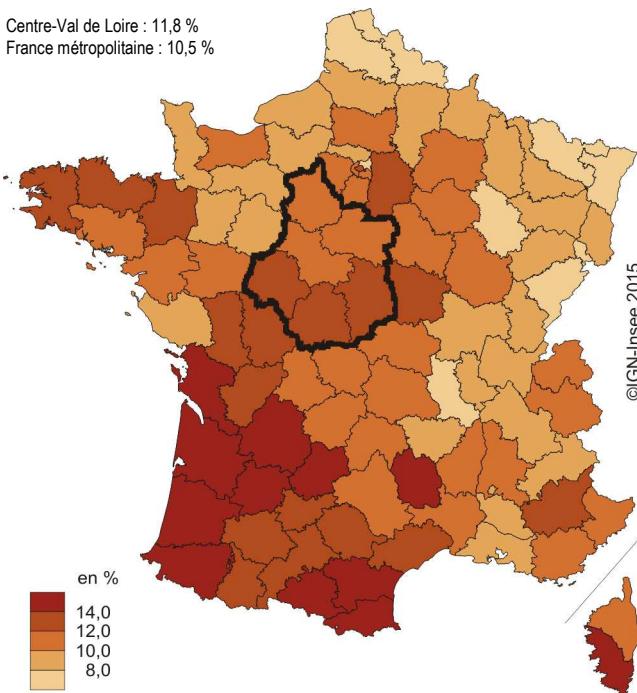 Centre-Val de Loire : 11,8 %
France métropolitaine : 10,5 %
©IGN-Insee 2015
en %
14,0
12,0
10,0
8,0